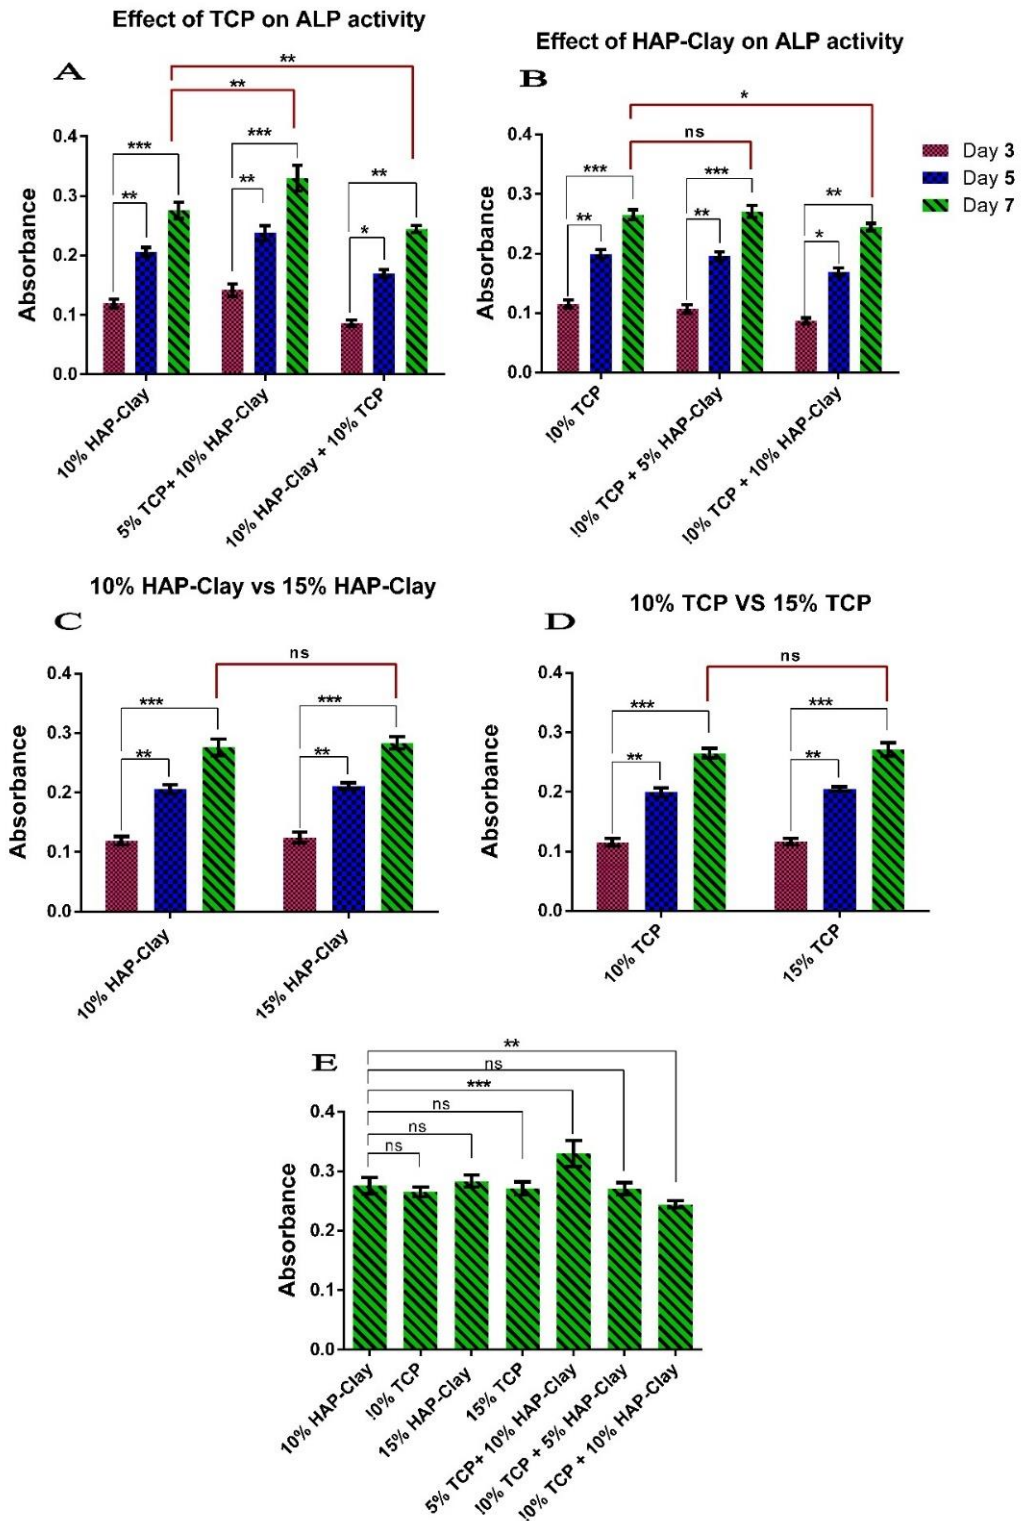 Effect of TCP on ALP activity
A
**
**
***
**
***
**
**
*
0.4
0.3
0.2
0.1
0.0
Absorbance
10% HAP-Clay
5% TCP+ 10% HAP-Clay
10% HAP-Clay + 10% TCP
Effect of HAP-Clay on ALP activity
B
*
ns
***
**
***
**
**
*
0.4
0.3
0.2
0.1
0.0
Absorbance
!0% TCP
!0% TCP + 5% HAP-Clay
!0% TCP + 10% HAP-Clay
Day 3
Day 5
Day 7
10% HAP-Clay vs 15% HAP-Clay
C
ns
***
**
***
**
0.4
0.3
0.2
0.1
0.0
Absorbance
10% HAP-Clay
15% HAP-Clay
10% TCP VS 15% TCP
D
ns
***
**
***
**
0.4
0.3
0.2
0.1
0.0
Absorbance
10% TCP
15% TCP
E
**
ns
***
ns
ns
ns
0.4
0.3
0.2
0.1
0.0
Absorbance
10% HAP-Clay
!0% TCP
15% HAP-Clay
15% TCP
5% TCP+ 10% HAP-Clay
!0% TCP + 5% HAP-Clay
!0% TCP + 10% HAP-Clay